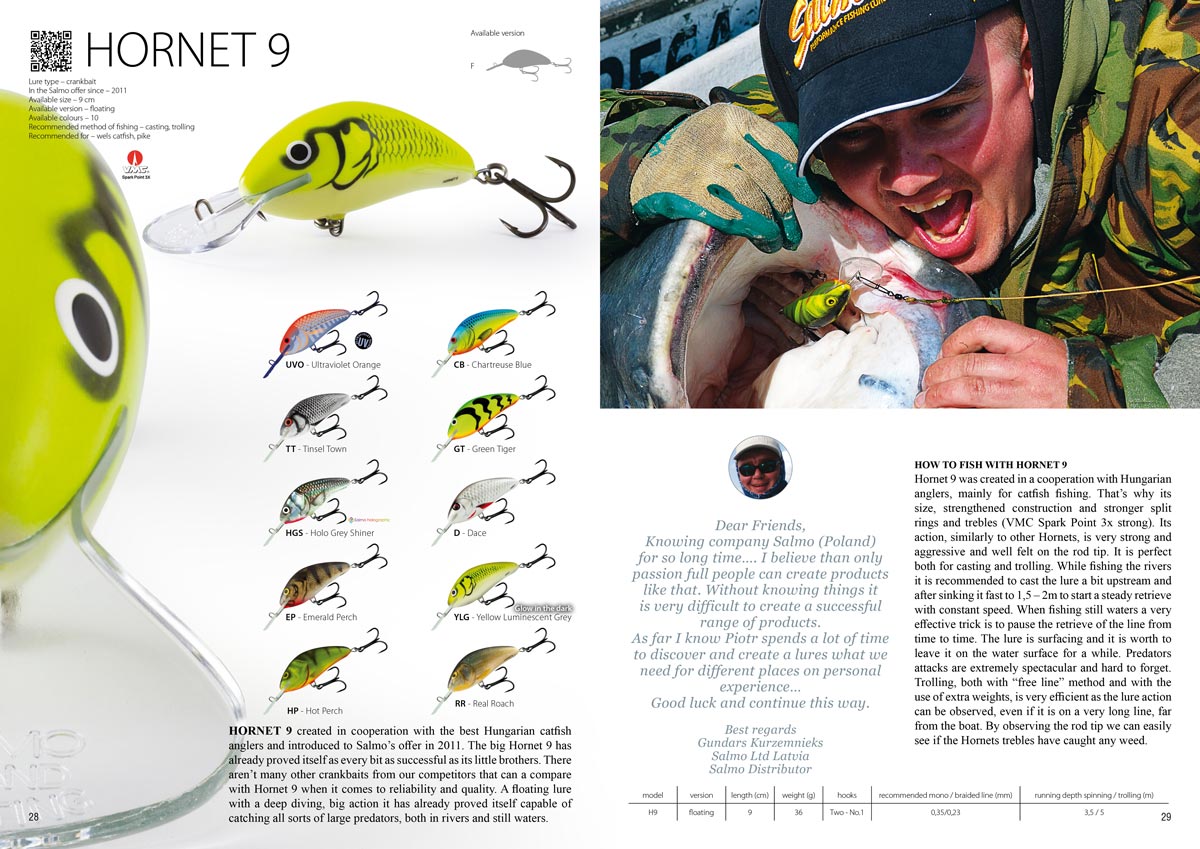 HORNET 9
Lure type – crankbait
In the Salmo offer since – 2011
Available size – 9 cm
Available version – floating
Available colours – 10
Recommended method of fishing – casting, trolling
Recommended for – wels catfish, pike
VMC
Spark Point 3X
Available version
F
HORNET 9
UVO - Ultraviolet Orange
UV
CB - Chartreuse Blue
TT - Tinsel Town
GT - Green Tiger
HGS - Holo Grey Shiner
Salmo holographic
D - Dace
EP - Emerald Perch
Glow in the dark
YLG - Yellow Luminescent Grey
HP - Hot Perch
RR - Real Roach
HORNET 9 created in cooperation with the best Hungarian catfish
anglers and introduced to Salmo's offer in 2011. The big Hornet 9 has
already proved itself as every bit as successful as its little brothers. There
aren't many other crankbaits from our competitors that can a compare
with Hornet 9 when it comes to reliability and quality. A floating lure
with a deep diving, big action it has already proved itself capable of
catching all sorts of large predators, both in rivers and still waters.
28
Salmo
PERFORMANCE FISHING
Dear Friends,
Knowing company Salmo (Poland)
for so long time.... I believe than only
passion full people can create products
like that. Without knowing things it
is very difficult to create a successful
range of products.
As far I know Piotr spends a lot of time
to discover and create a lures what we
need for different places on personal
experience...
Good luck and continue this way.
Best regards
Gundars Kurzemnieks
Salmo Ltd Latvia
Salmo Distributor
HOW TO FISH WITH HORNET 9
Hornet 9 was created in a cooperation with Hungarian
anglers, mainly for catfish fishing. That's why its
size, strengthened construction and stronger split
rings and trebles (VMC Spark Point 3x strong). Its
action, similarly to other Hornets, is very strong and
aggressive and well felt on the rod tip. It is perfect
both for casting and trolling. While fishing the rivers
it is recommended to cast the lure a bit upstream and
after sinking it fast to 1,5 – 2m to start a steady retrieve
with constant speed. When fishing still waters a very
effective trick is to pause the retrieve of the line from
time to time. The lure is surfacing and it is worth to
leave it on the water surface for a while. Predators
attacks are extremely spectacular and hard to forget.
Trolling, both with "free line" method and with the
use of extra weights, is very efficient as the lure action
can be observed, even if it is on a very long line, far
from the boat. By observing the rod tip we can easily
see if the Hornets trebles have caught any weed.
model version length (cm) weight (g) hooks recommended mono / braided line (mm) running depth spinning / trolling (m)
H9 floating 9 36 Two - No.1 0,35/0,23 3,5 / 5
29